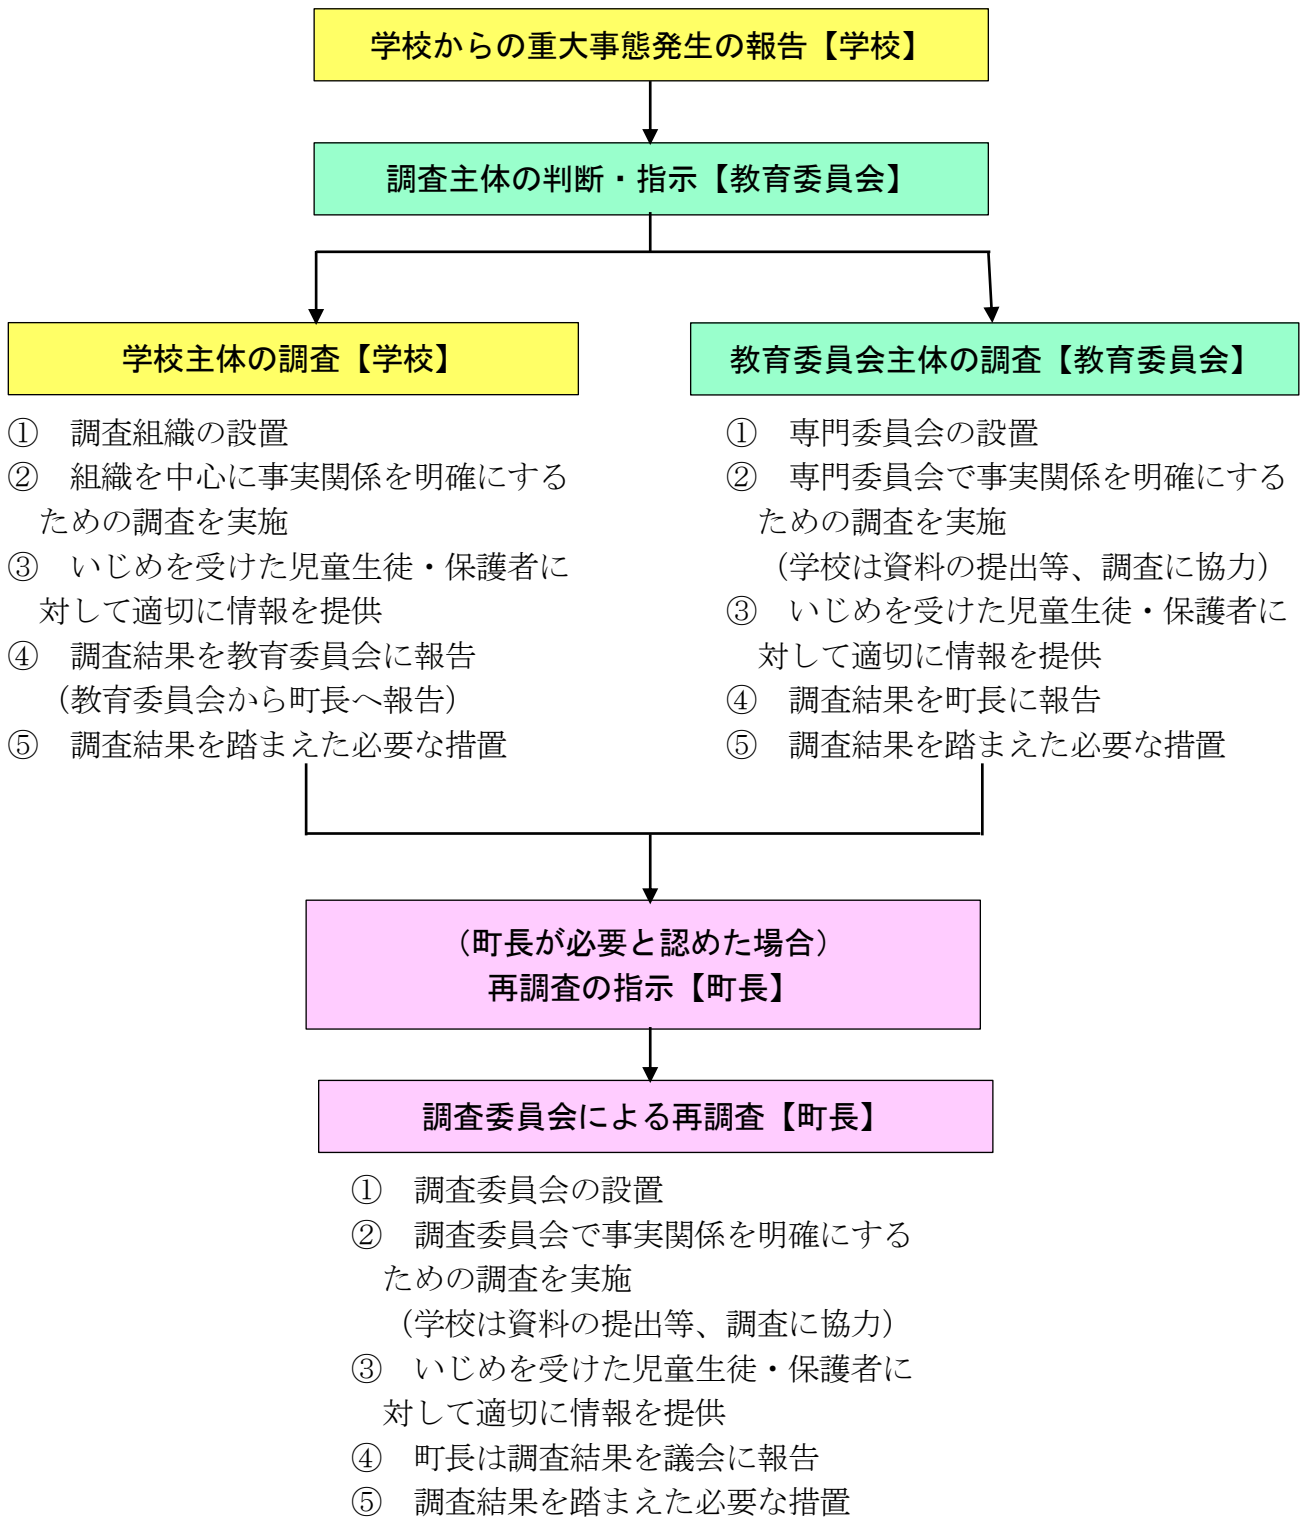 学校からの重大事態発生の報告【学校】
調査主体の判断・指示【教育委員会】
学校主体の調査【学校】
① 調査組織の設置
② 組織を中心に事実関係を明確にする
ための調査を実施
③ いじめを受けた児童生徒・保護者に
対して適切に情報を提供
④ 調査結果を教育委員会に報告
（教育委員会から町長へ報告）
⑤ 調査結果を踏まえた必要な措置
教育委員会主体の調査【教育委員会】
① 専門委員会の設置
② 専門委員会で事実関係を明確にする
ための調査を実施
（学校は資料の提出等、調査に協力）
③ いじめを受けた児童生徒・保護者に
対して適切に情報を提供
④ 調査結果を町長に報告
⑤ 調査結果を踏まえた必要な措置
（町長が必要と認めた場合）
再調査の指示【町長】
調査委員会による再調査【町長】
① 調査委員会の設置
② 調査委員会で事実関係を明確にする
ための調査を実施
（学校は資料の提出等、調査に協力）
③ いじめを受けた児童生徒・保護者に
対して適切に情報を提供
④ 町長は調査結果を議会に報告
⑤ 調査結果を踏まえた必要な措置